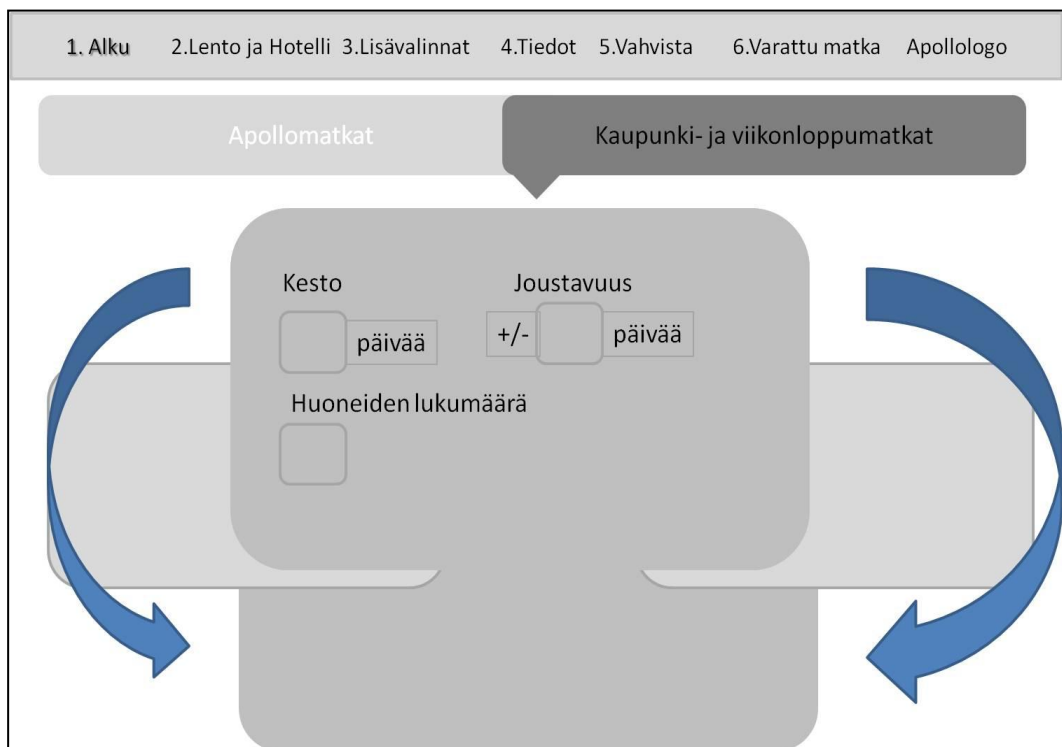 1. Alku 2.Lento ja Hotelli 3.Lisävalinnat 4.Tiedot 5.Vahvista 6.Varattu matka Apollologo
Apollomatkat Kaupunki- ja viikonloppumatkat
Kesto Joustavuus
päivää +/- päivää
Huoneiden lukumäärä